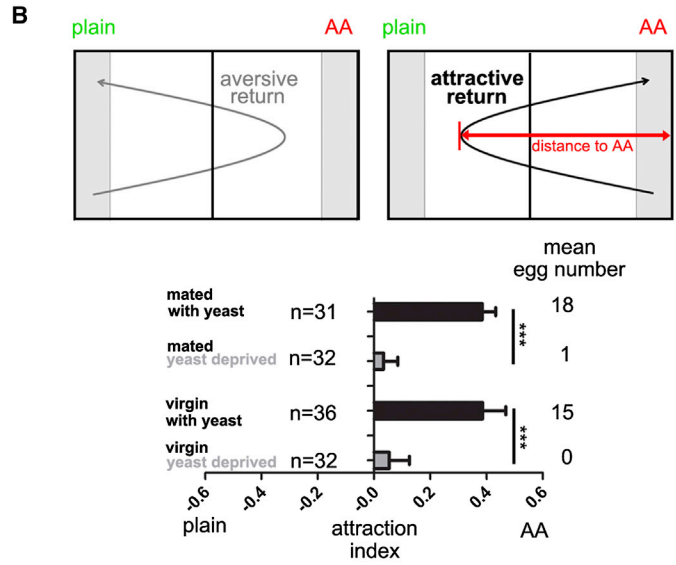 B
plain AA plain AA
aversive
return
attractive
return
distance to AA
mean
egg number
mated
with yeast n=31 18
***
mated
yeast deprived n=32 1
virgin
with yeast n=36 15
***
virgin
yeast deprived n=32 0
-0.6 -0.4 -0.2 -0.0 0.2 0.4 0.6
plain attraction AA
index